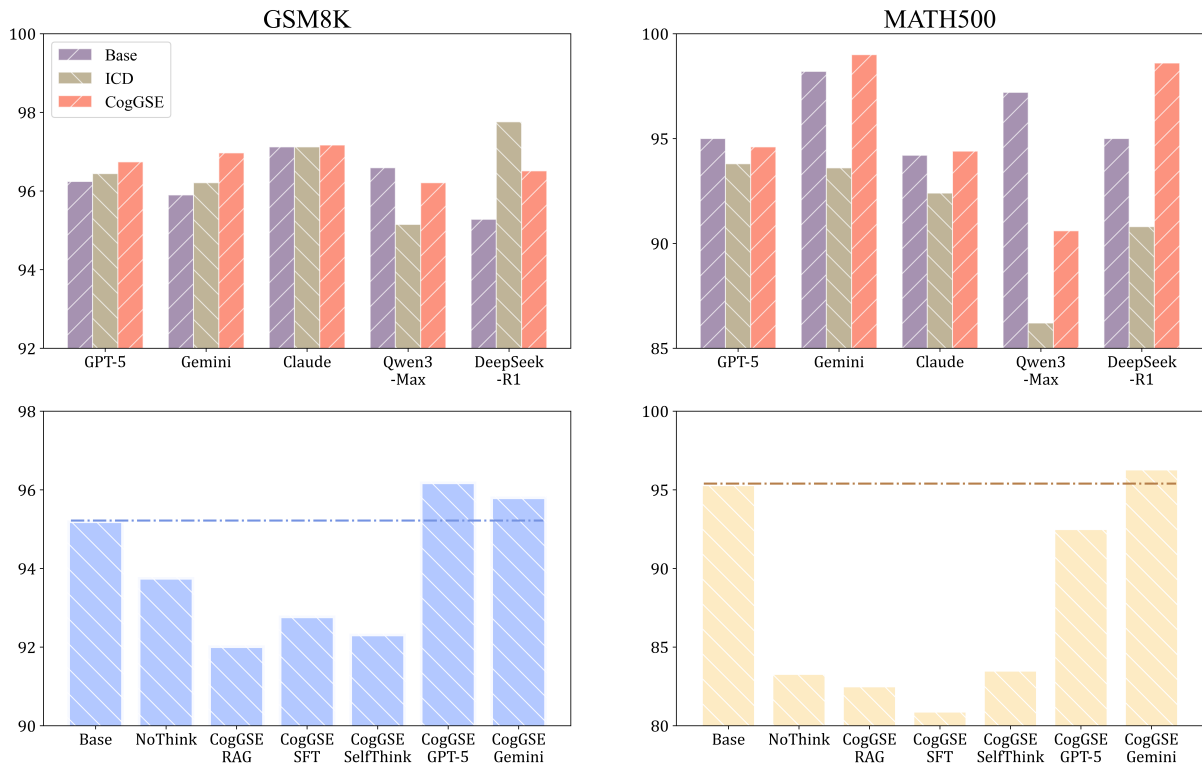 GSM8K
100
98
96
94
92
Base
ICD
CogGSE
GPT-5 Gemini Claude Qwen3 -Max DeepSeek -R1
MATH500
100
95
90
85
GPT-5 Gemini Claude Qwen3 -Max DeepSeek -R1
98
96
94
92
90
Base NoThink CogGSE RAG CogGSE SFT CogGSE SelfThink CogGSE GPT-5 CogGSE Gemini
100
95
90
85
80
Base NoThink CogGSE RAG CogGSE SFT CogGSE SelfThink CogGSE GPT-5 CogGSE Gemini